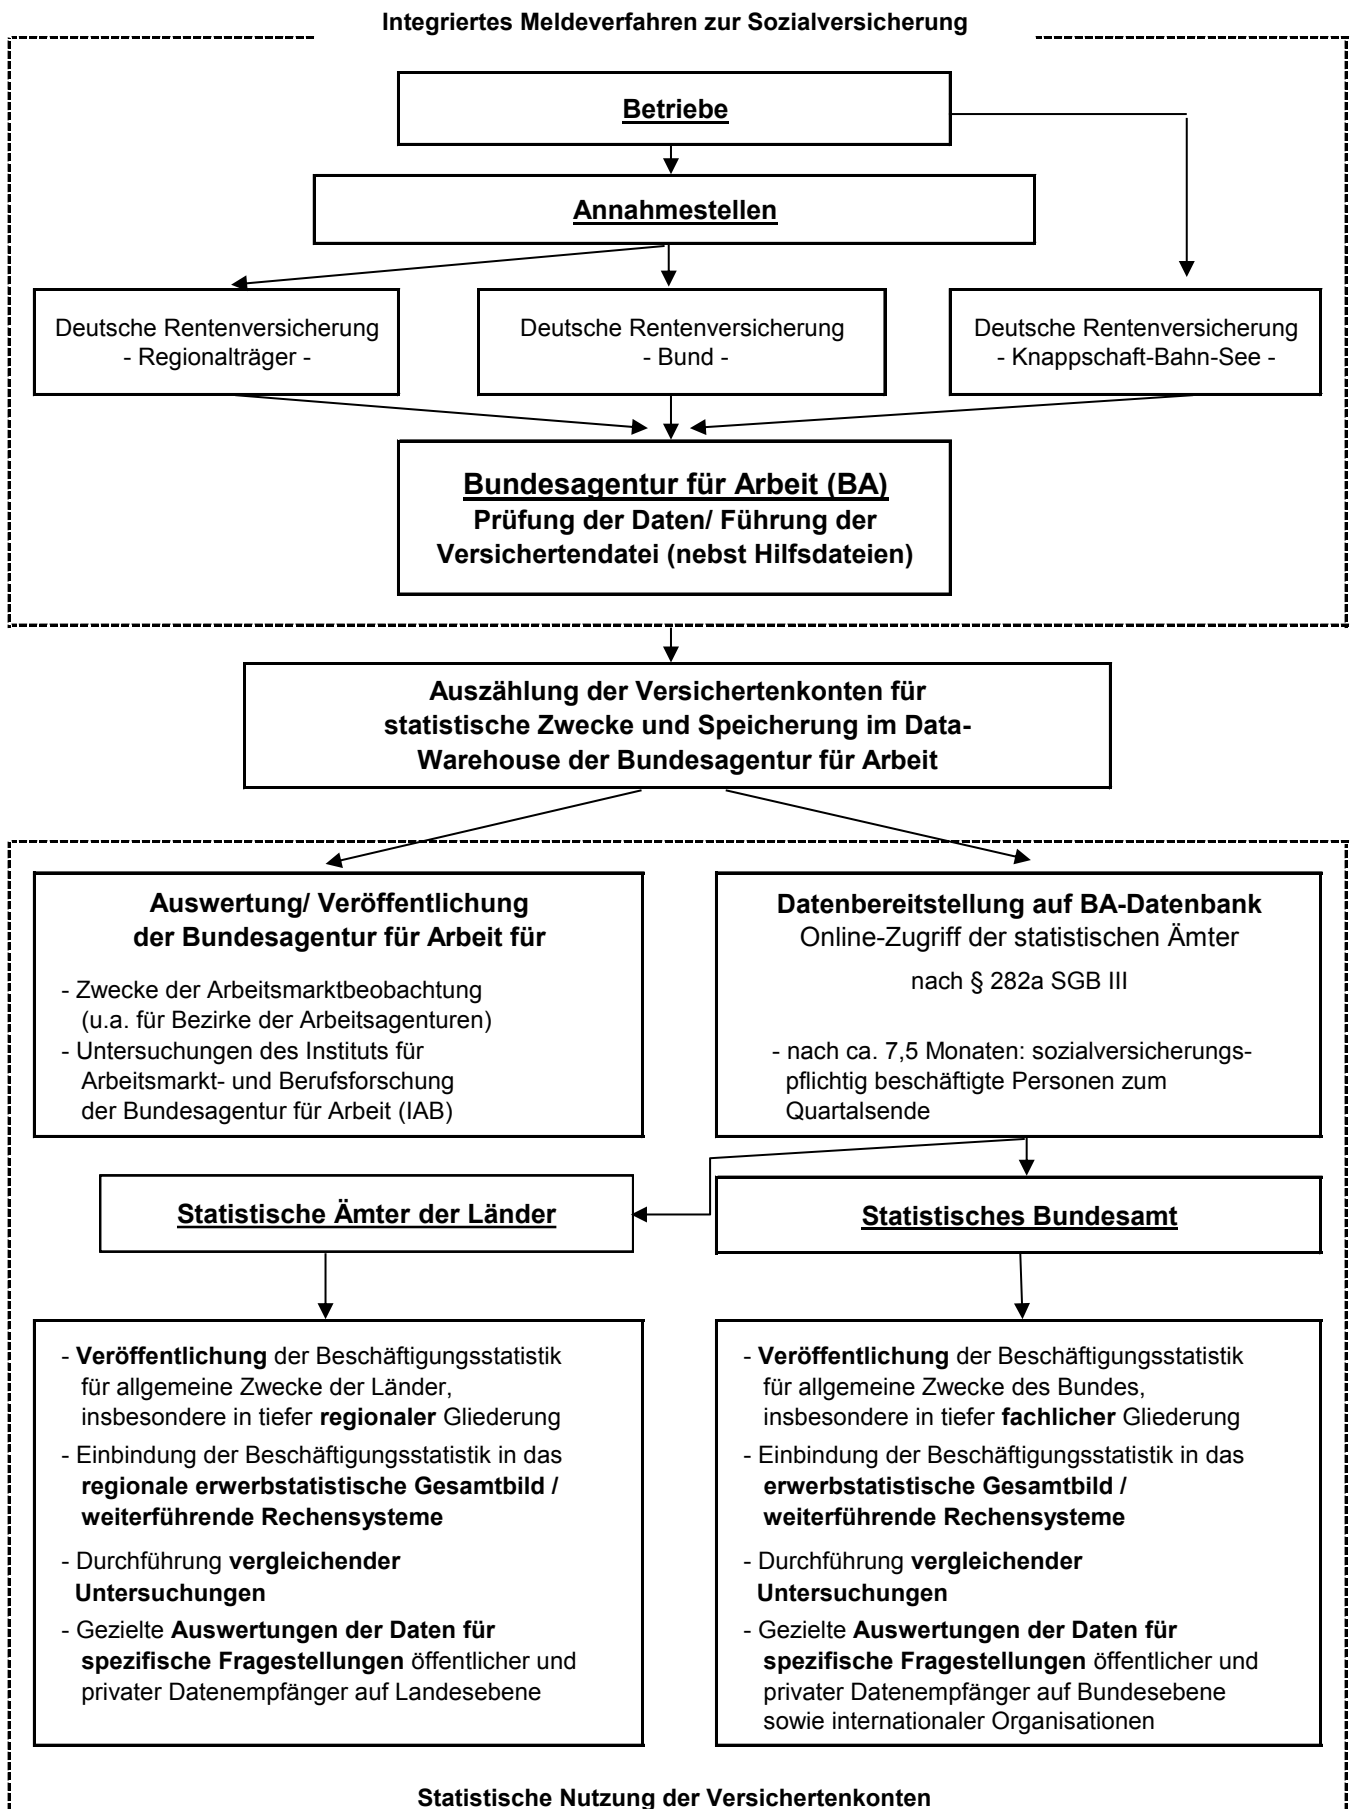 Integriertes Meldeverfahren zur Sozialversicherung
Betriebe
Annahmestellen
Deutsche Rentenversicherung
- Regionalträger -
Deutsche Rentenversicherung
- Bund -
Deutsche Rentenversicherung
- Knappschaft-Bahn-See -
Bundesagentur für Arbeit (BA)
Prüfung der Daten/ Führung der
Versichertendatei (nebst Hilfsdateien)
Auszählung der Versichertenkonten für
statistische Zwecke und Speicherung im Data-
Warehouse der Bundesagentur für Arbeit
Auswertung/ Veröffentlichung
der Bundesagentur für Arbeit für
- Zwecke der Arbeitsmarktbeobachtung
(u.a. für Bezirke der Arbeitsagenturen)
- Untersuchungen des Instituts für
Arbeitsmarkt- und Berufsforschung
der Bundesagentur für Arbeit (IAB)
Datenbereitstellung auf BA-Datenbank
Online-Zugriff der statistischen Ämter
nach § 282a SGB III
- nach ca. 7,5 Monaten: sozialversicherungs-
pflichtig beschäftigte Personen zum
Quartalsende
Statistische Ämter der Länder
Statistisches Bundesamt
- Veröffentlichung der Beschäftigungsstatistik
für allgemeine Zwecke der Länder,
insbesondere in tiefer regionaler Gliederung
- Einbindung der Beschäftigungsstatistik in das
regionale erwerbstatistische Gesamtbild /
weiterführende Rechensysteme
- Durchführung vergleichender
Untersuchungen
- Gezielte Auswertungen der Daten für
spezifische Fragestellungen öffentlicher und
privater Datenempfänger auf Landesebene
- Veröffentlichung der Beschäftigungsstatistik
für allgemeine Zwecke des Bundes,
insbesondere in tiefer fachlicher Gliederung
- Einbindung der Beschäftigungsstatistik in das
erwerbstatistische Gesamtbild /
weiterführende Rechensysteme
- Durchführung vergleichender
Untersuchungen
- Gezielte Auswertungen der Daten für
spezifische Fragestellungen öffentlicher und
privater Datenempfänger auf Bundesebene
sowie internationaler Organisationen
Statistische Nutzung der Versichertenkonten